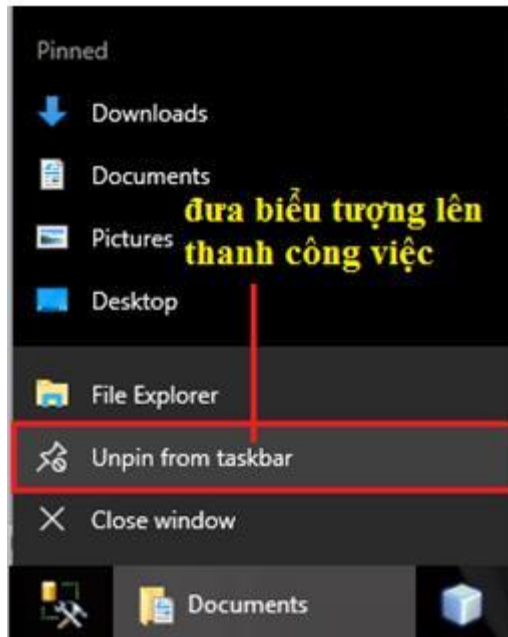 Pinned
Downloads
Documents
Pictures
đưa biểu tượng lên
thanh công việc
Desktop
File Explorer
Unpin from taskbar
Close window
Documents